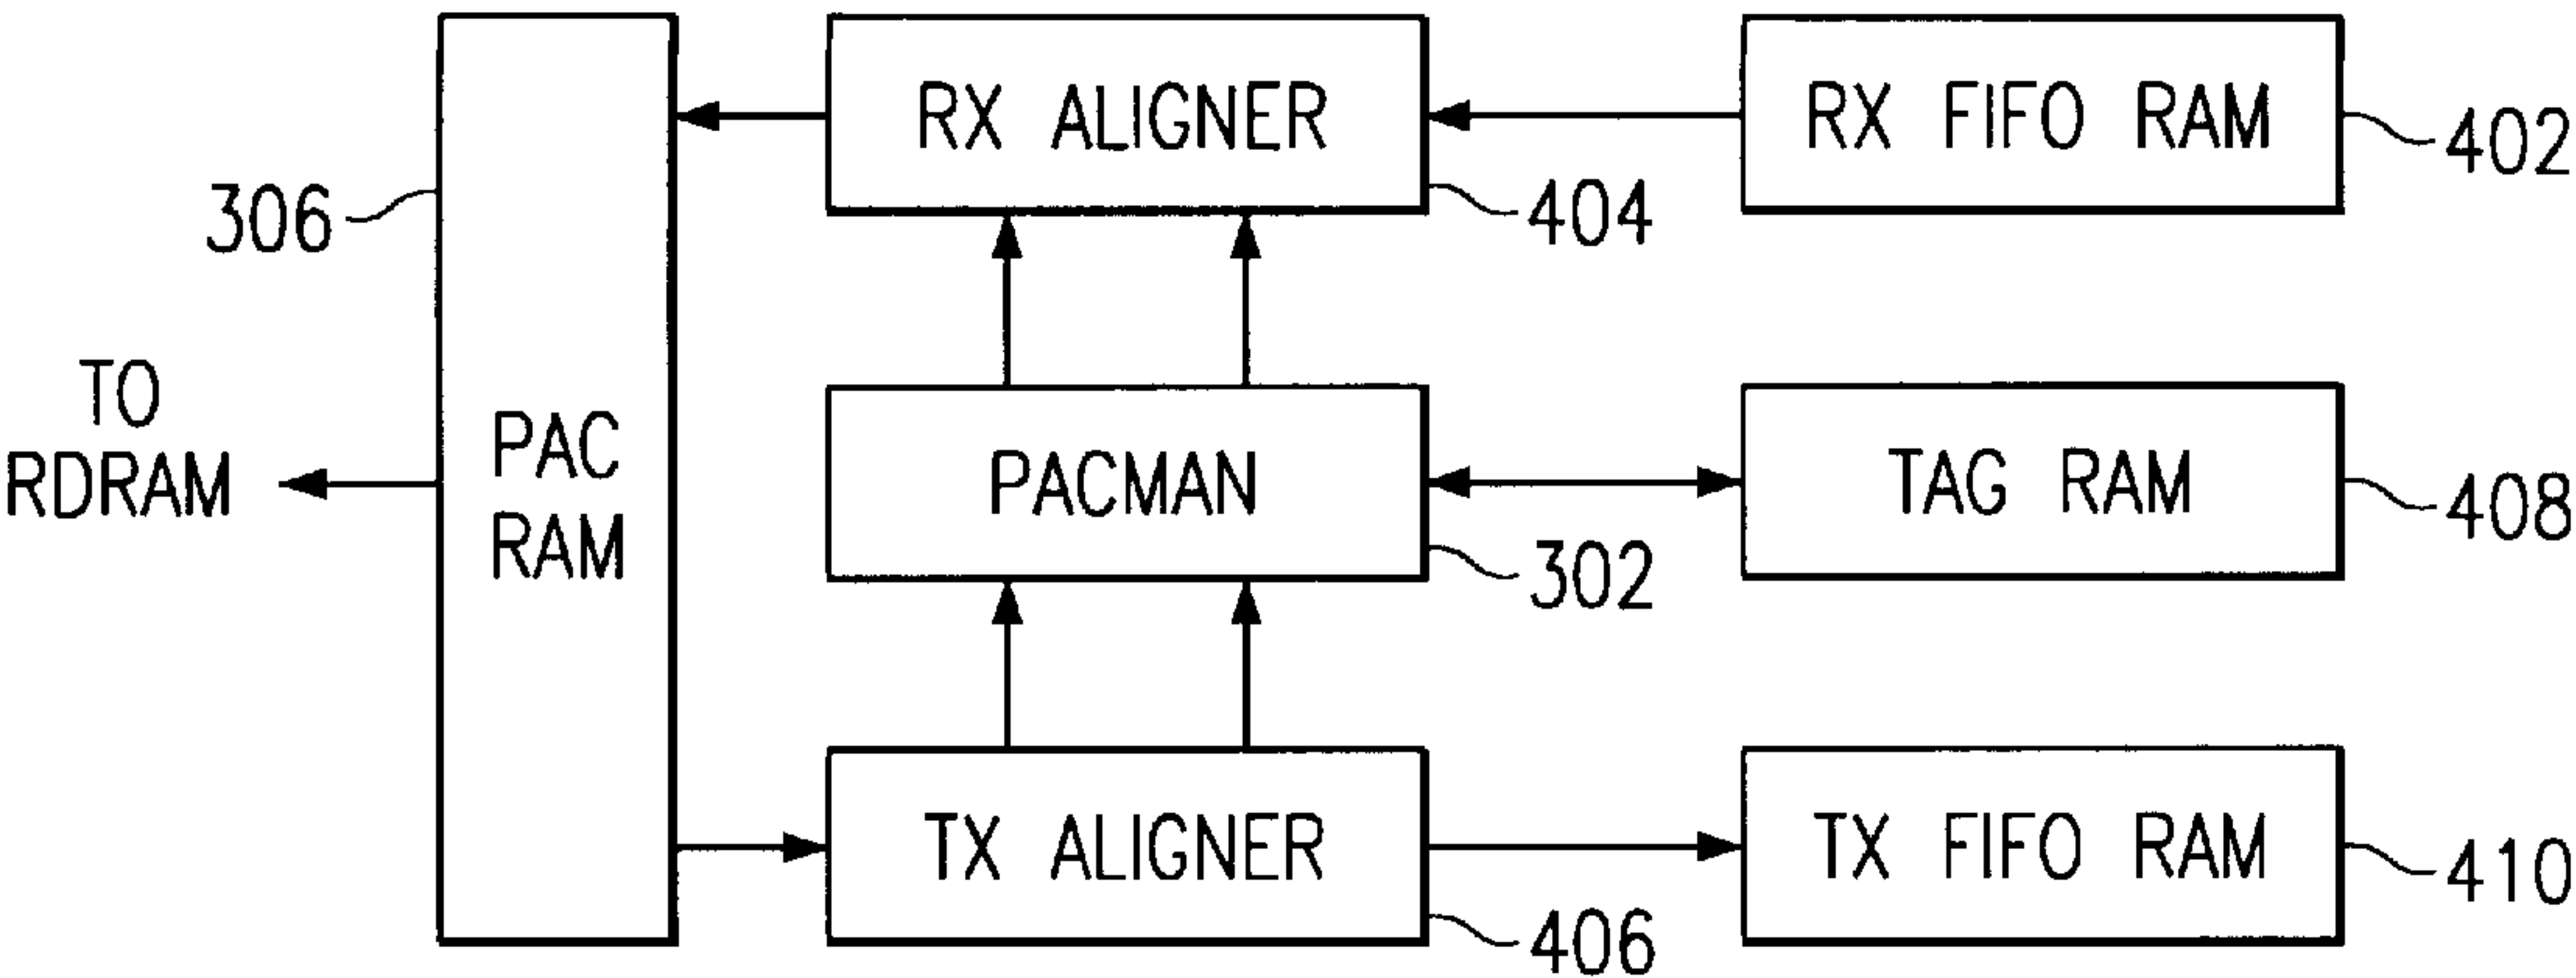 RX ALIGNER
RX FIFO RAM
402
404
306
TO
RDRAM
PAC
RAM
PACMAN
TAG RAM
408
302
TX ALIGNER
TX FIFO RAM
410
406